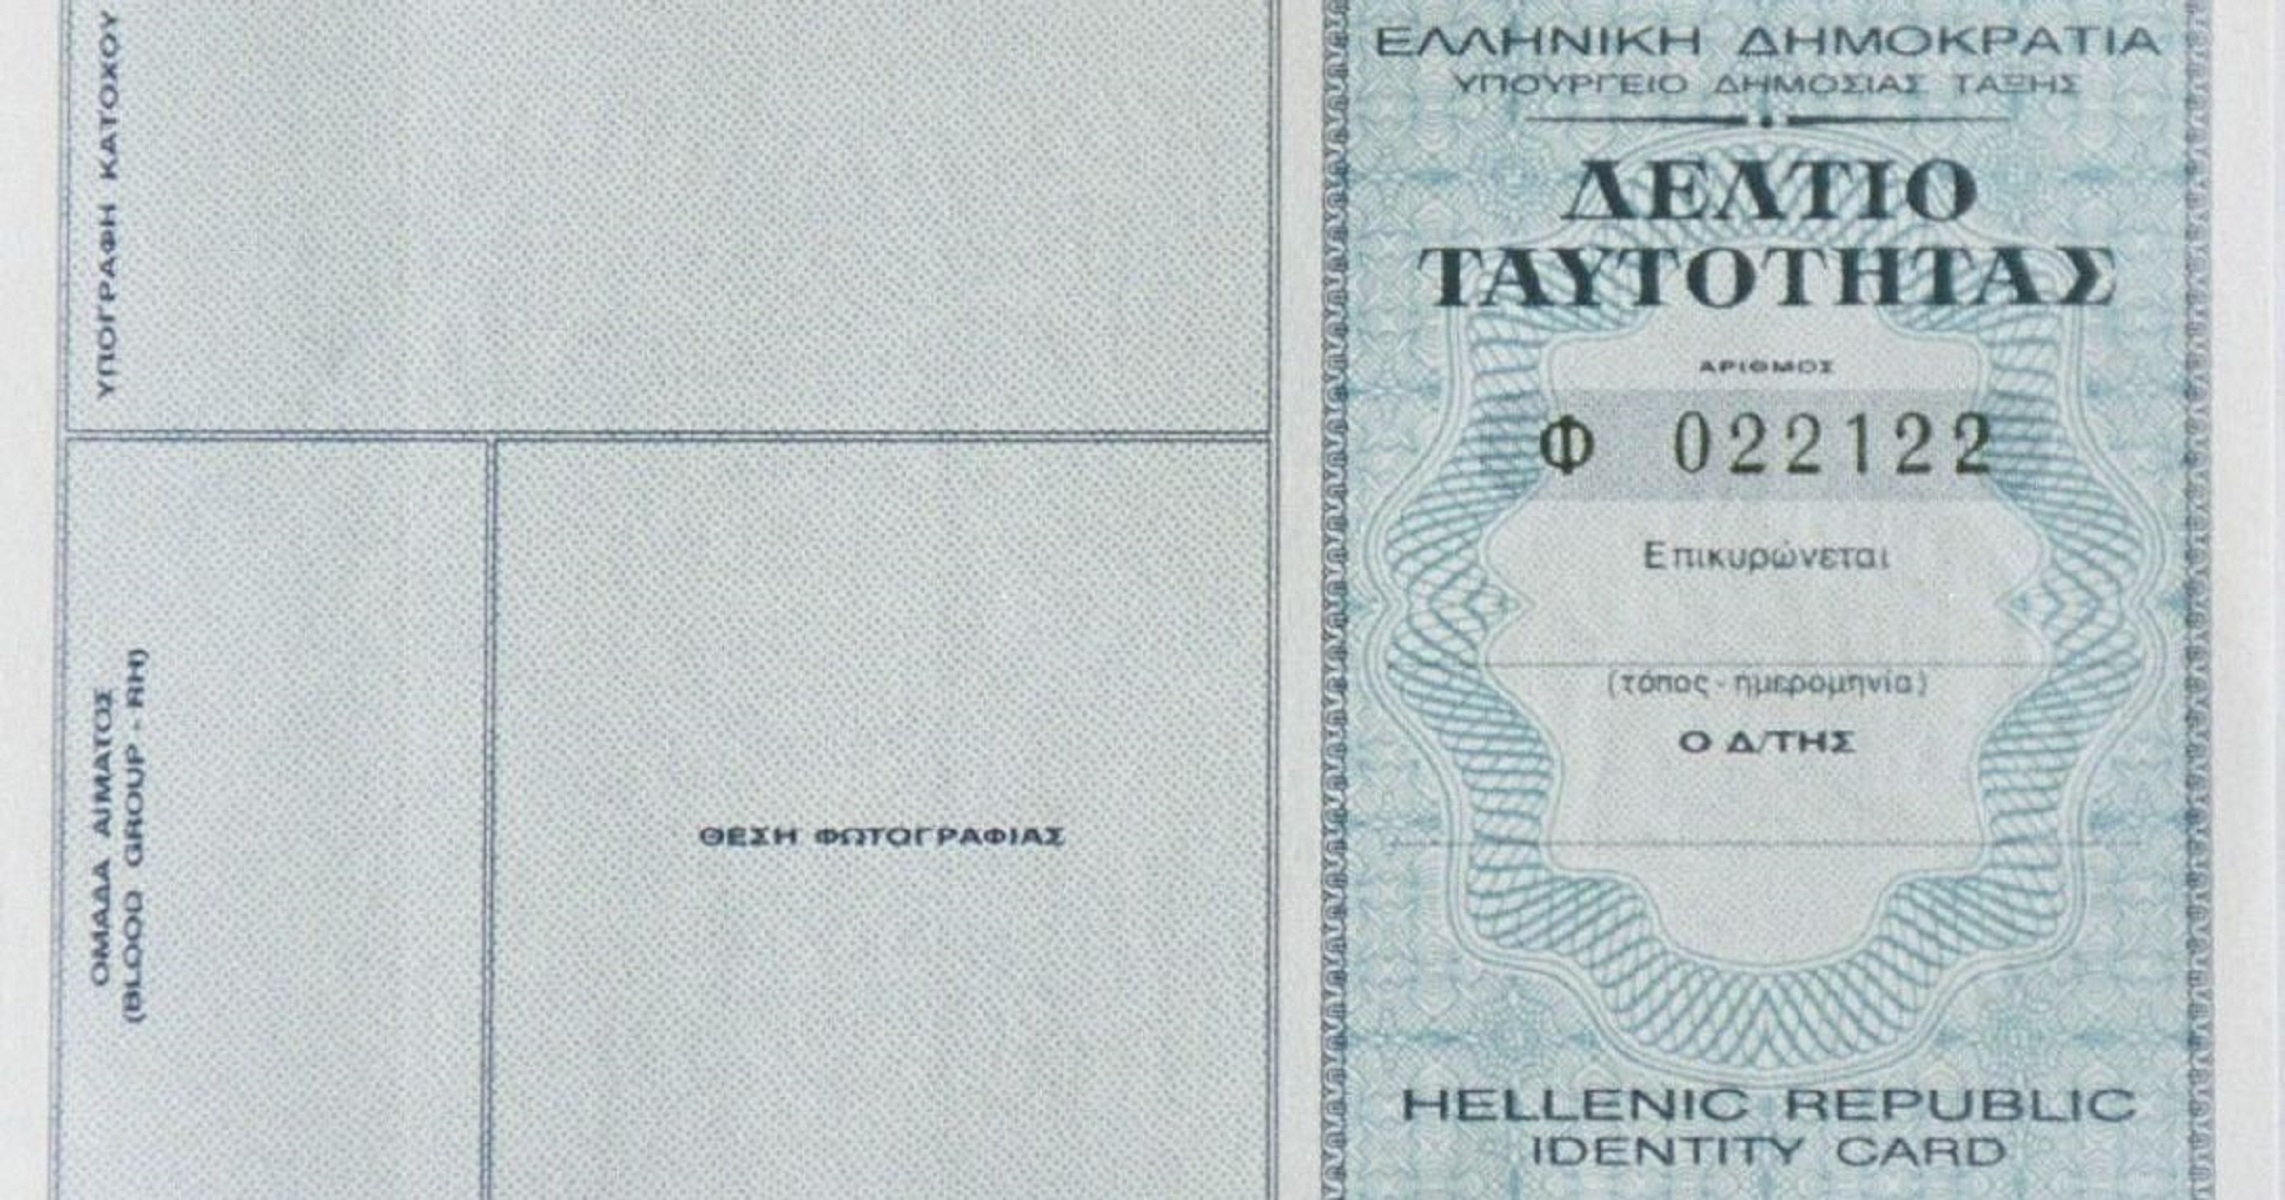 ΥΠΟΓΡΑΦΗ ΚΑΤΟΧΟΥ
ΟΜΑΔΑ ΑΙΜΑΤΟΣ
(BLOOD GROUP - RH)
ΘΕΣΗ ΦΩΤΟΓΡΑΦΙΑΣ
ΕΛΛΗΝΙΚΗ ΔΗΜΟΚΡΑΤΙΑ
ΥΠΟΥΡΓΕΙΟ ΔΗΜΟΣΙΑΣ ΤΑΞΗΣ
ΔΕΛΤΙΟ
ΤΑΥΤΟΤΗΤΑΣ
ΑΡΙΘΜΟΣ
Φ 022122
Επικυρώνεται
(τόπος - ημερομηνία)
Ο Δ/ΤΗΣ
HELLENIC REPUBLIC
IDENTITY CARD